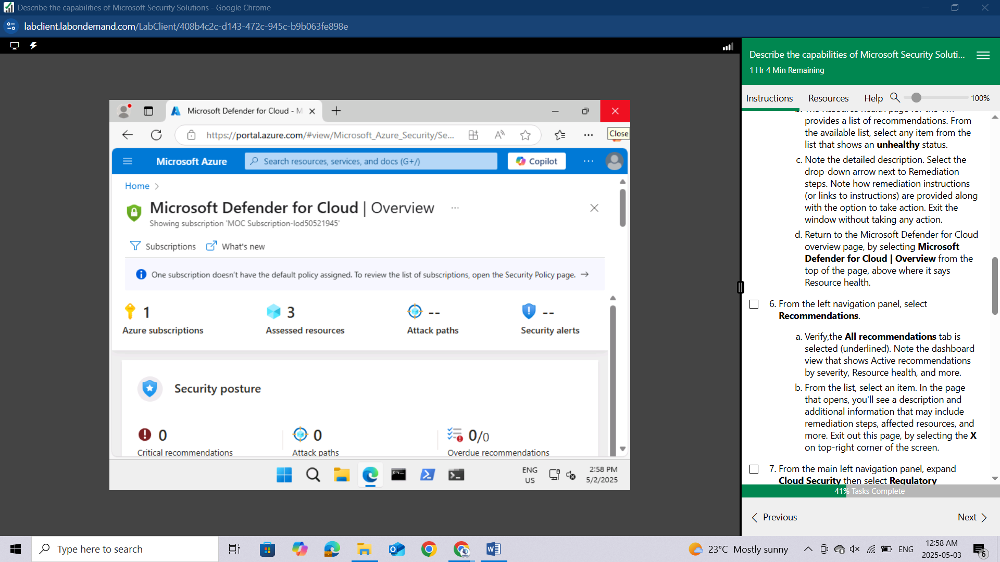 Describe the capabilities of Microsoft Security Solutions - Google Chrome
labclient.labondemand.com/LabClient/408b4c2c-d143-472c-945c-b9b063fe898e
Describe the capabilities of Microsoft Security Soluti...
1 Hr 4 Min Remaining
Instructions Resources Help 100%
Microsoft Defender for Cloud - M
https://portal.azure.com/#view/Microsoft_Azure_Security/Se...
Close
Microsoft Azure
Search resources, services, and docs (G+/)
Copilot
Home >
Microsoft Defender for Cloud | Overview ...
Showing subscription 'MOC Subscription-lod50521945'
Subscriptions What's new
One subscription doesn't have the default policy assigned. To review the list of subscriptions, open the Security Policy page. →
1 3 -- --
Azure subscriptions Assessed resources Attack paths Security alerts
Security posture
0 0 0/0
Critical recommendations Attack paths Overdue recommendations
ENG
US
2:58 PM
5/2/2025
b. The Resource health page for the VM
provides a list of recommendations. From
the available list, select any item from the
list that shows an unhealthy status.
c. Note the detailed description. Select the
drop-down arrow next to Remediation
steps. Note how remediation instructions
(or links to instructions) are provided along
with the option to take action. Exit the
window without taking any action.
d. Return to the Microsoft Defender for Cloud
overview page, by selecting Microsoft
Defender for Cloud | Overview from the
top of the page, above where it says
Resource health.
6. From the left navigation panel, select
Recommendations.
a. Verify,the All recommendations tab is
selected (underlined). Note the dashboard
view that shows Active recommendations
by severity, Resource health, and more.
b. From the list, select an item. In the page
that opens, you'll see a description and
additional information that may include
remediation steps, affected resources, and
more. Exit out this page, by selecting the X
on top-right corner of the screen.
7. From the main left navigation panel, expand
Cloud Security then select Regulatory
41% Tasks Complete
< Previous Next >
Type here to search
23°C Mostly sunny
ENG
12:58 AM
2025-05-03
6